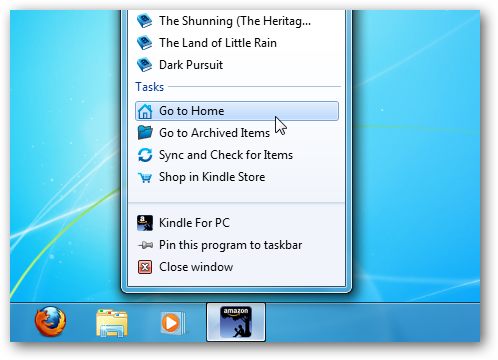 The Shunning (The Heritag...
The Land of Little Rain
Dark Pursuit
Tasks
Go to Home
Go to Archived Items
Sync and Check for Items
Shop in Kindle Store
Kindle For PC
Pin this program to taskbar
Close window
amazon